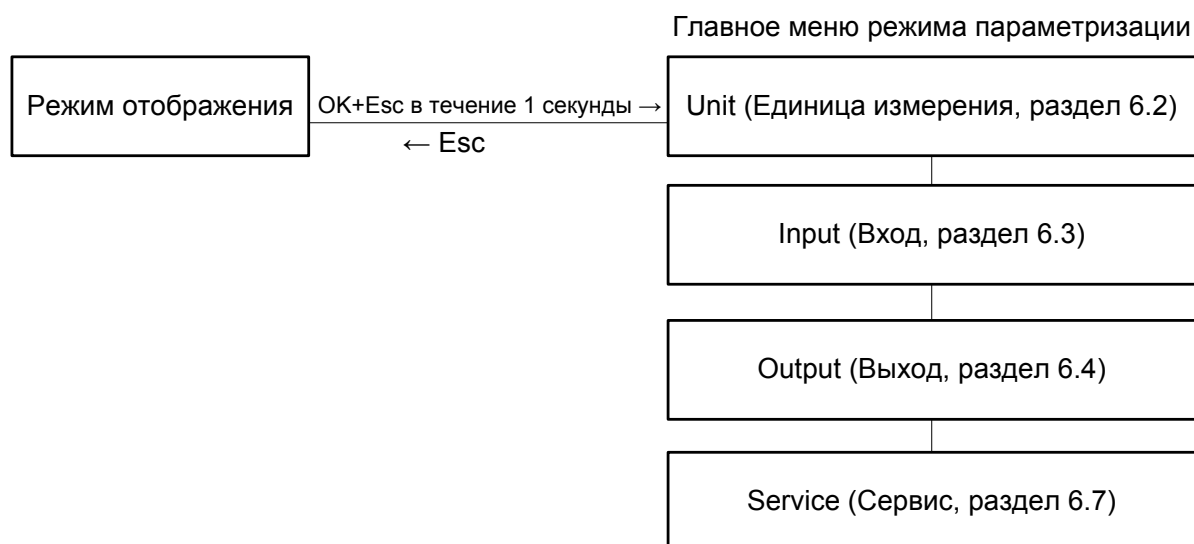 Главное меню режима параметризации
Режим отображения
OK+Esc в течение 1 секунды →
← Esc
Unit (Единица измерения, раздел 6.2)
Input (Вход, раздел 6.3)
Output (Выход, раздел 6.4)
Service (Сервис, раздел 6.7)